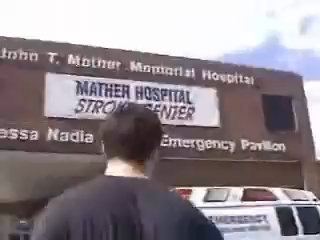 John T. Mather Memorial Hospital
MATHER HOSPITAL
STROKE CENTER
essa Nadia Emergency Pavilion
EMERGENCY